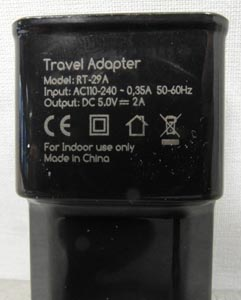 Travel Adapter
Model: RT-29A
Input: AC110-240 ~ 0,35A 50-60Hz
Output: DC 5.0V⎓2A
CE
For Indoor use only
Made in China